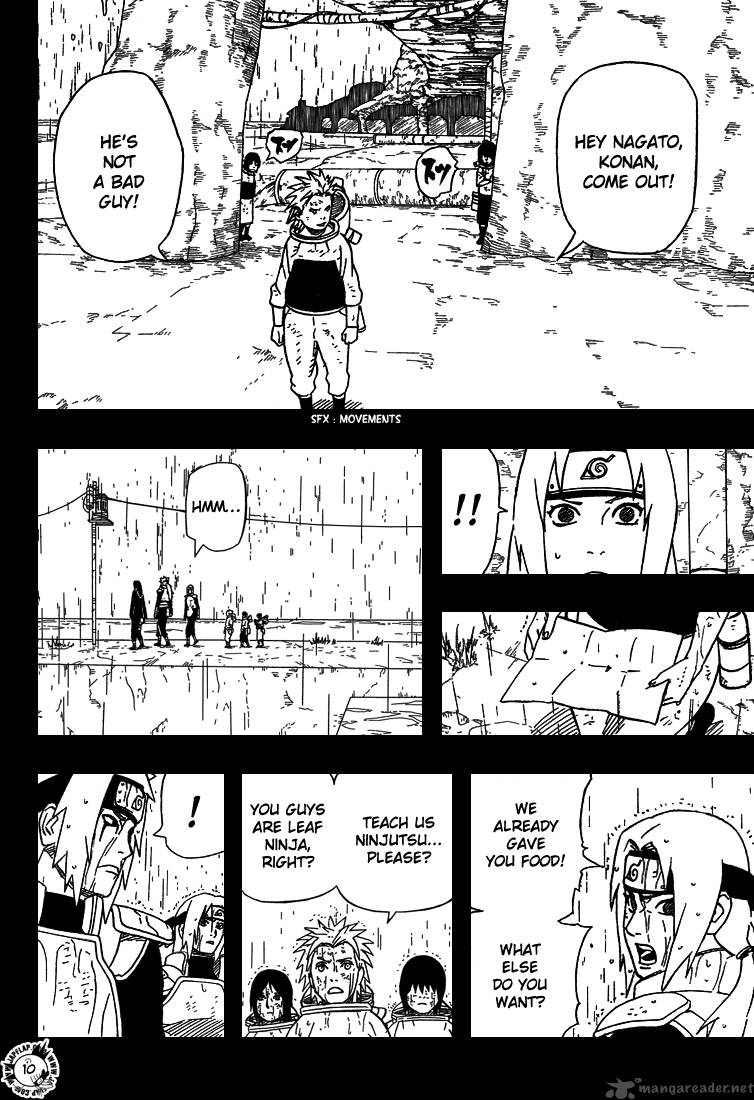 HEY NAGATO,
KONAN,
COME OUT!
HE'S
NOT
A BAD
GUY!
SFX : MOVEMENTS
!!
HMM...
WE
ALREADY
GAVE
YOU FOOD!
WHAT
ELSE
DO YOU
WANT?
TEACH US
NINJUTSU...
PLEASE?
YOU GUYS
ARE LEAF
NINJA,
RIGHT?
!
10
mangareader.net